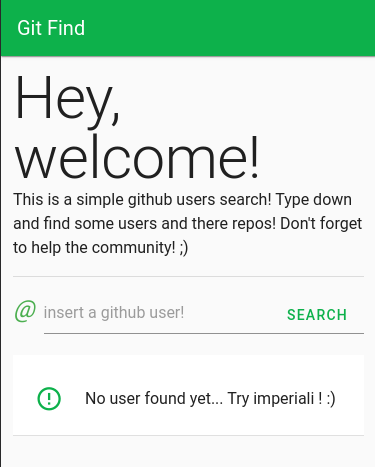 Git Find
Hey,
welcome!
This is a simple github users search! Type down
and find some users and there repos! Don't forget
to help the community! ;)
@ insert a github user! SEARCH
No user found yet... Try imperiali ! :)